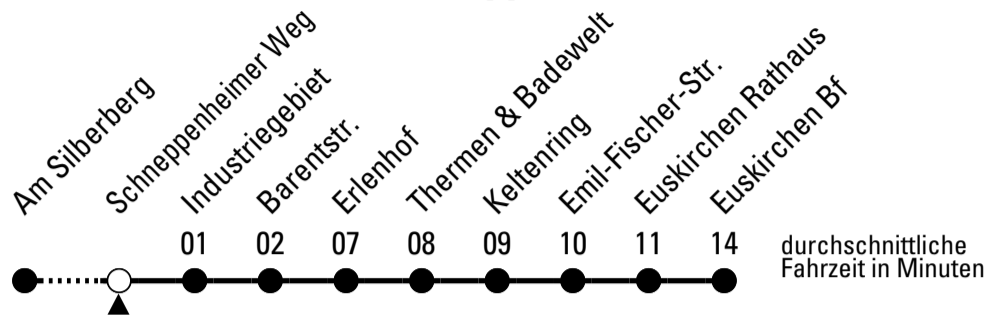 Am Silberberg
Schneppenheimer Weg
Industriegebiet
Barentstr.
Erlenhof
Thermen & Badewelt
Keltenring
Emil-Fischer-Str.
Euskirchen Rathaus
Euskirchen Bf
01 02 07 08 09 10 11 14
durchschnittliche
Fahrzeit in Minuten